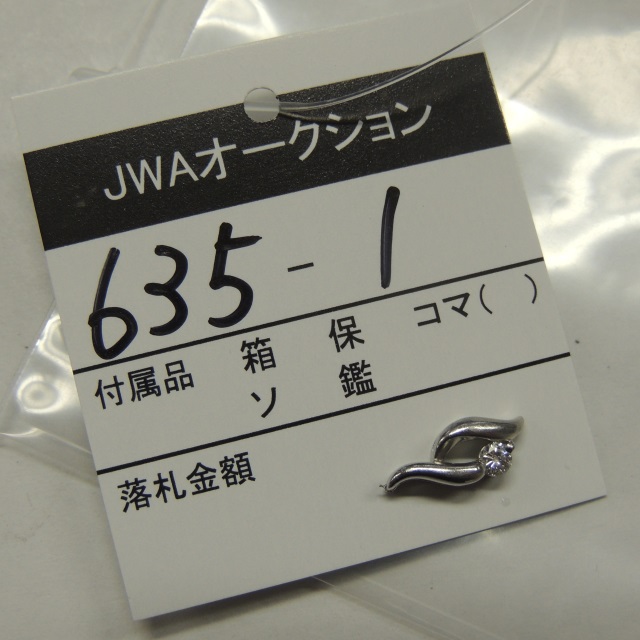 JWAオークション
635-1
付属品 箱 保 コマ( )
ソ 鑑
落札金額